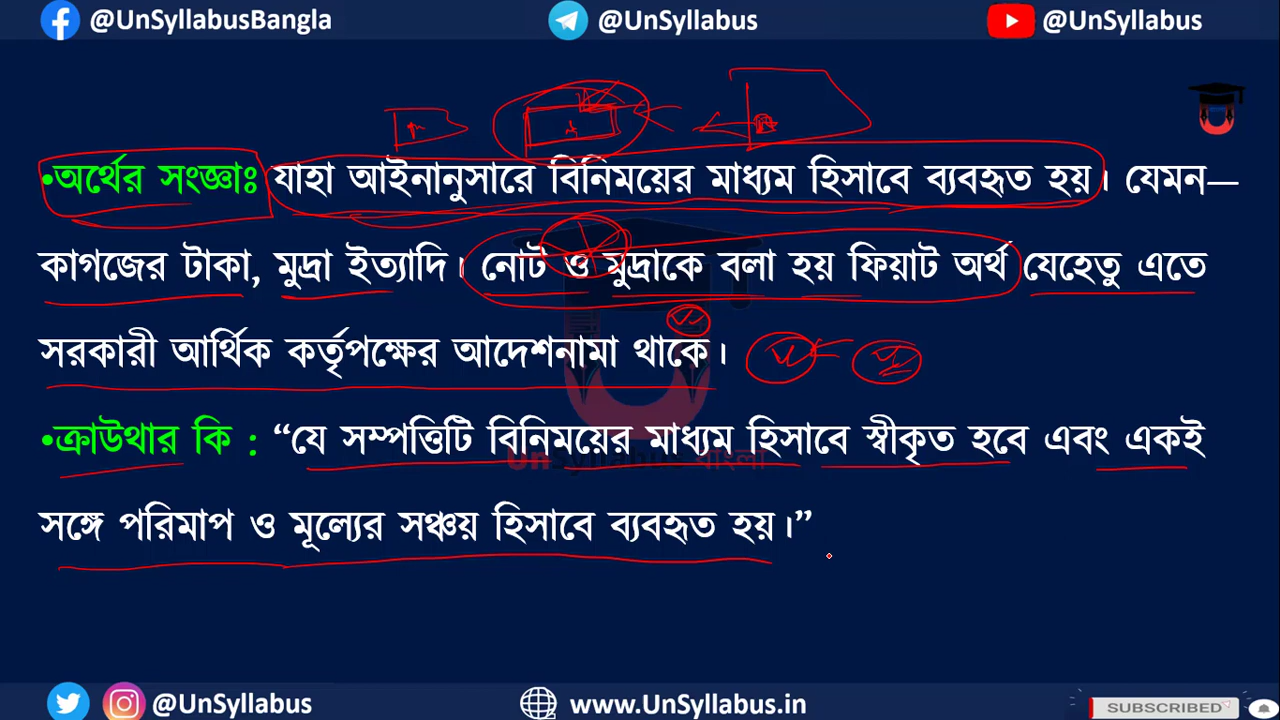 @UnSyllabusBangla @UnSyllabus @UnSyllabus
•অর্থের সংজ্ঞাঃ যাহা আইনানুসারে বিনিময়ের মাধ্যম হিসাবে ব্যবহৃত হয়। যেমন—
কাগজের টাকা, মুদ্রা ইত্যাদি। নোট ও মুদ্রাকে বলা হয় ফিয়াট অর্থ যেহেতু এতে
সরকারী আর্থিক কর্তৃপক্ষের আদেশনামা থাকে।
•ক্রাউথার কি : “যে সম্পত্তিটি বিনিময়ের মাধ্যম হিসাবে স্বীকৃত হবে এবং একই
UnSyllabus বাংলা
সঙ্গে পরিমাপ ও মূল্যের সঞ্চয় হিসাবে ব্যবহৃত হয়।”
@UnSyllabus www.UnSyllabus.in SUBSCRIBED